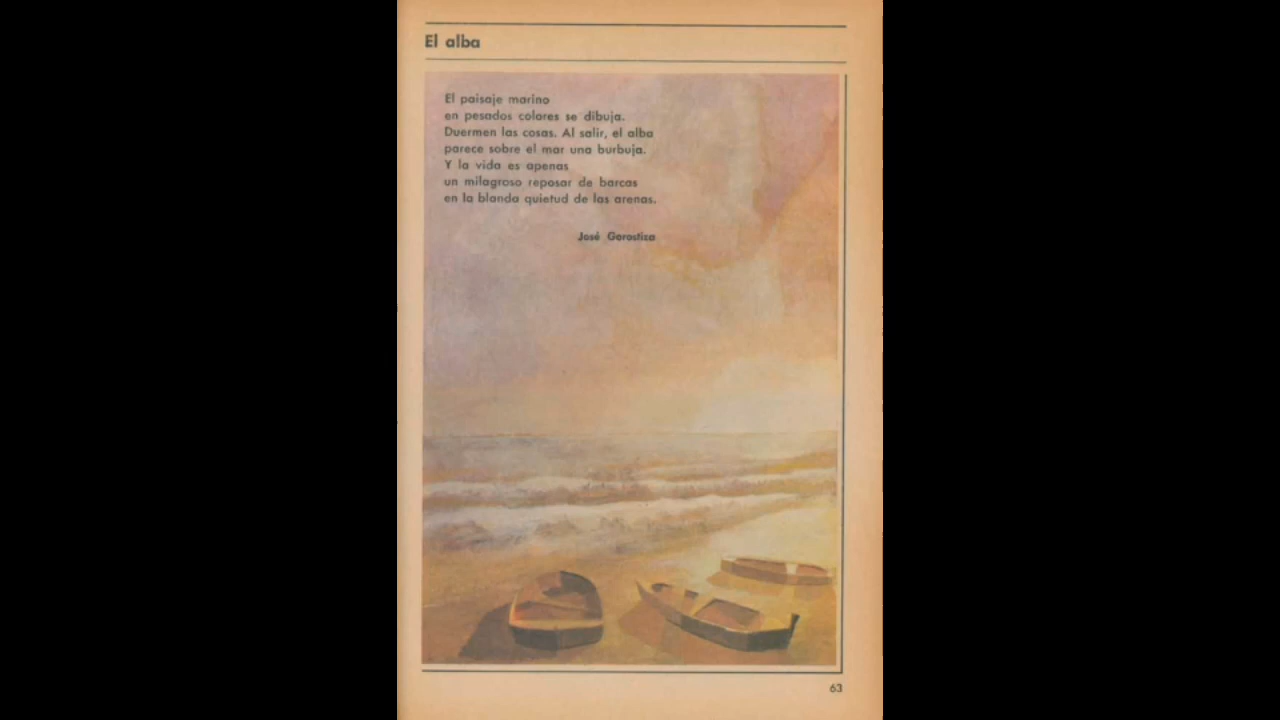 El alba
El paisaje marino
en pesados colores se dibuja.
Duermen las cosas. Al salir, el alba
parece sobre el mar una burbuja.
Y la vida es apenas
un milagroso reposar de barcas
en la blanda quietud de las arenas.
José Gorostiza
63